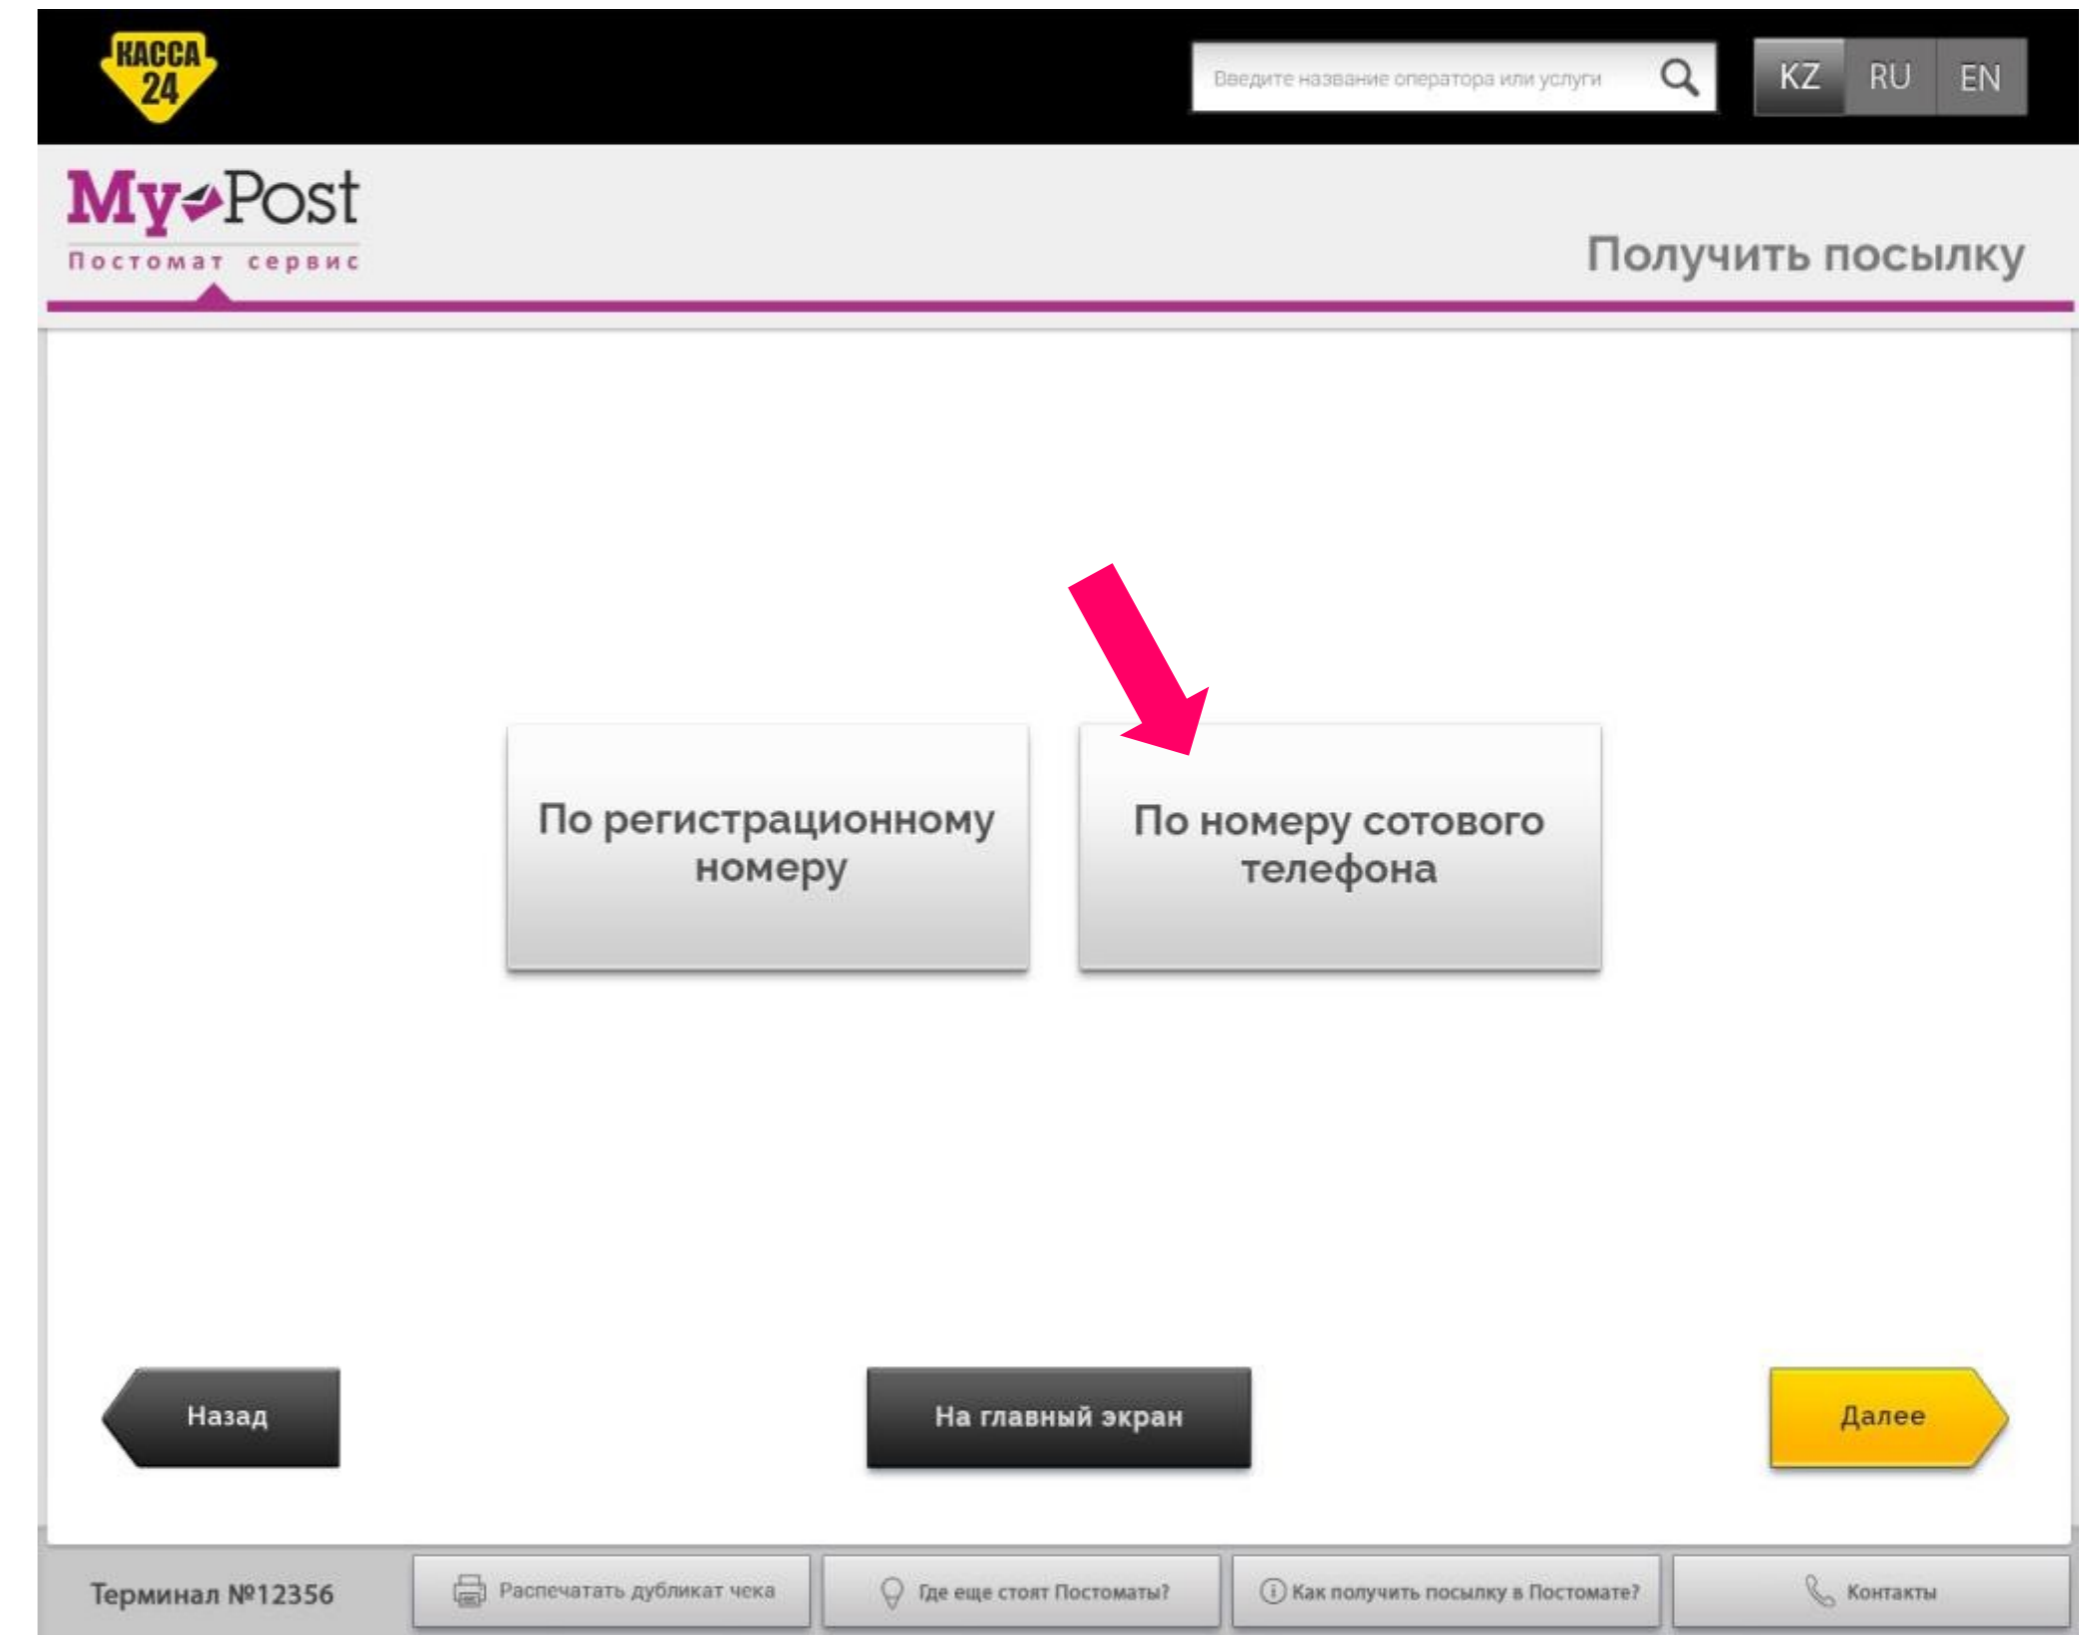 КАССА
24
Введите название оператора или услуги
KZ RU EN
My Post
Постомат сервис
Получить посылку
По регистрационному
номеру
По номеру сотового
телефона
Назад
На главный экран
Далее
Терминал №12356
Распечатать дубликат чека
Где еще стоят Постоматы?
Как получить посылку в Постомате?
Контакты